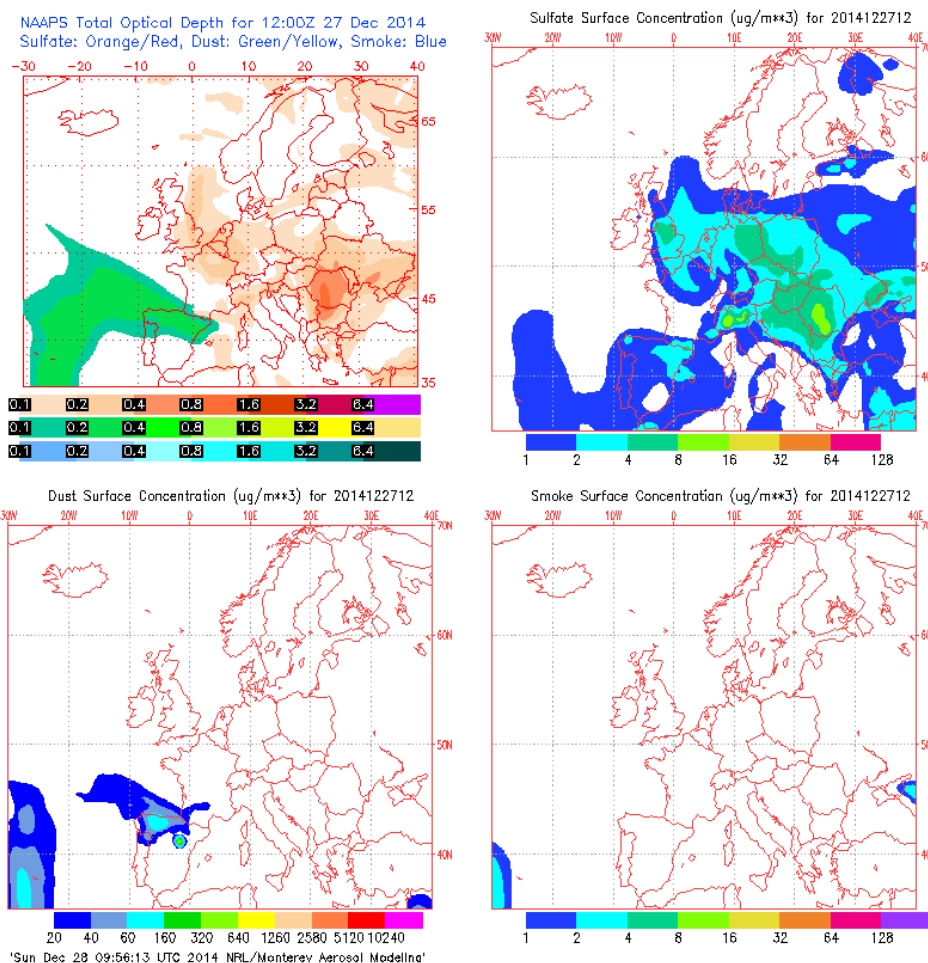 NAAPS Total Optical Depth for 12:00Z 27 Dec 2014
Sulfate: Orange/Red, Dust: Green/Yellow, Smoke: Blue
-30 -20 -10 0 10 20 30 40
65
55
45
35
0.1 0.2 0.4 0.8 1.6 3.2 6.4
0.1 0.2 0.4 0.8 1.6 3.2 6.4
0.1 0.2 0.4 0.8 1.6 3.2 6.4
Sulfate Surface Concentration (ug/m**3) for 2014122712
30W 20W 10W 0 10E 20E 30E 40E
60
50
40
1 2 4 8 16 32 64 128
Dust Surface Concentration (ug/m**3) for 2014122712
30W 20W 10W 0 10E 20E 30E 40E
70N
60N
50N
40N
20 40 60 160 320 640 1260 2580 5120 10240
Smoke Surface Concentration (ug/m**3) for 2014122712
30W 20W 10W 0 10E 20E 30E 40E
70
60
50
40
1 2 4 8 16 32 64 128
'Sun Dec 28 09:56:13 UTC 2014 NRL/Monterey Aerosol Modeling'